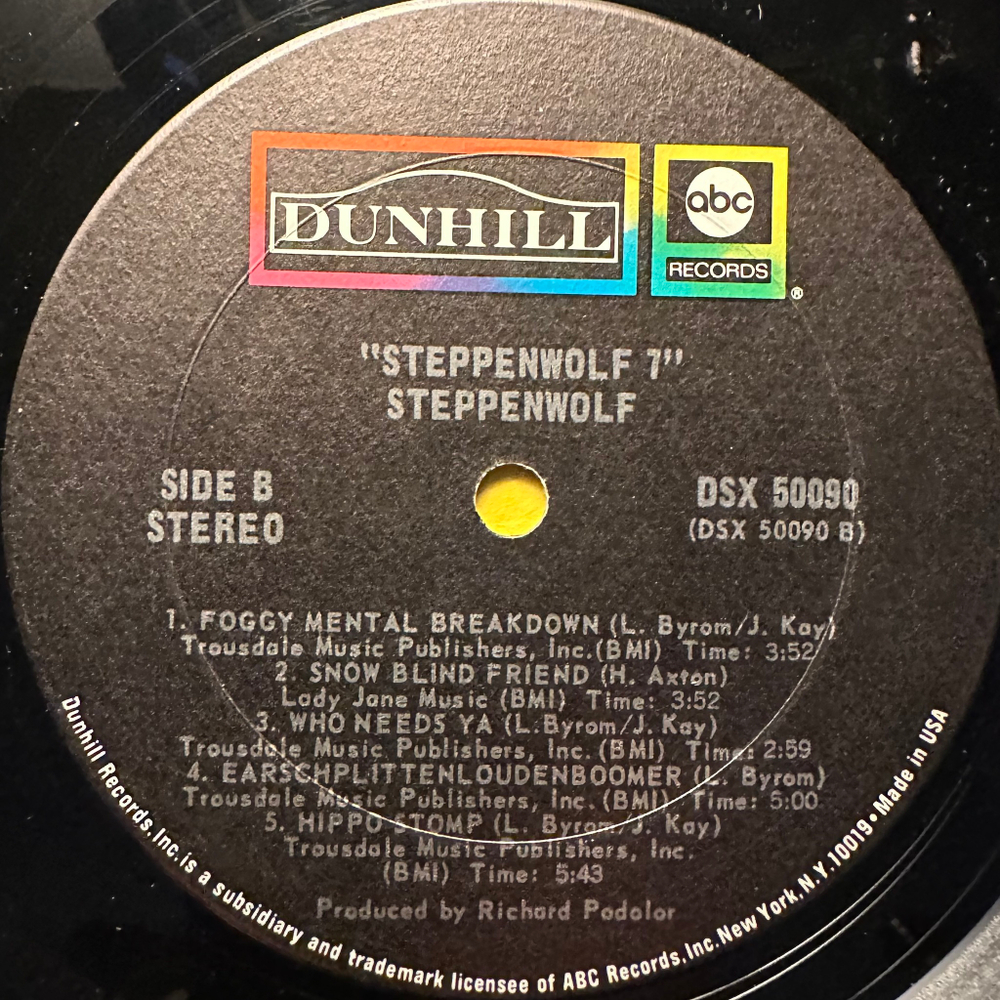 DUNHILL
abc
RECORDS
®
"STEPPENWOLF 7"
STEPPENWOLF
SIDE B
STEREO
DSX 50090
(DSX 50090 B)
1. FOGGY MENTAL BREAKDOWN (L. Byrom/J. Kay)
Trousdale Music Publishers, Inc.(BMI) Time: 3:52
2. SNOW BLIND FRIEND (H. Axton)
Lady Jane Music (BMI) Time: 3:52
3. WHO NEEDS YA (L.Byrom/J.Kay)
Trousdale Music Publishers, Inc.(BMI) Time: 2:59
4. EARSCHPLITTENLOUDENBOOMER (L. Byrom)
Trousdale Music Publishers, Inc.(BMI) Time: 5:00
5. HIPPO STOMP (L. Byrom/J. Kay)
Trousdale Music Publishers, Inc.
(BMI) Time: 5:43
Produced by Richard Podolor
Dunhill Records,Inc.is a subsidiary and trademark licensee of ABC Records,Inc.New York,N.Y.10019•Made in USA